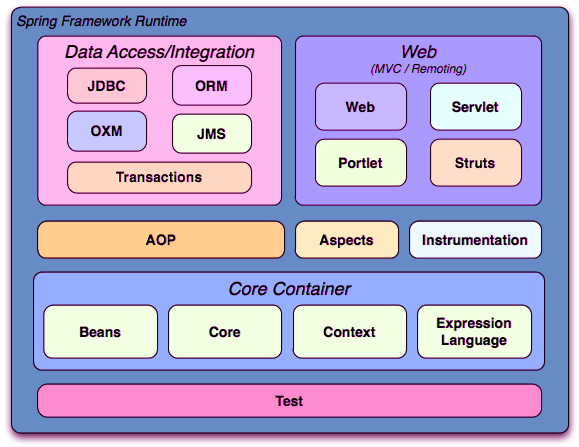 Spring Framework Runtime
Data Access/Integration
JDBC
ORM
OXM
JMS
Transactions
Web
(MVC / Remoting)
Web
Servlet
Portlet
Struts
AOP
Aspects
Instrumentation
Core Container
Beans
Core
Context
Expression
Language
Test